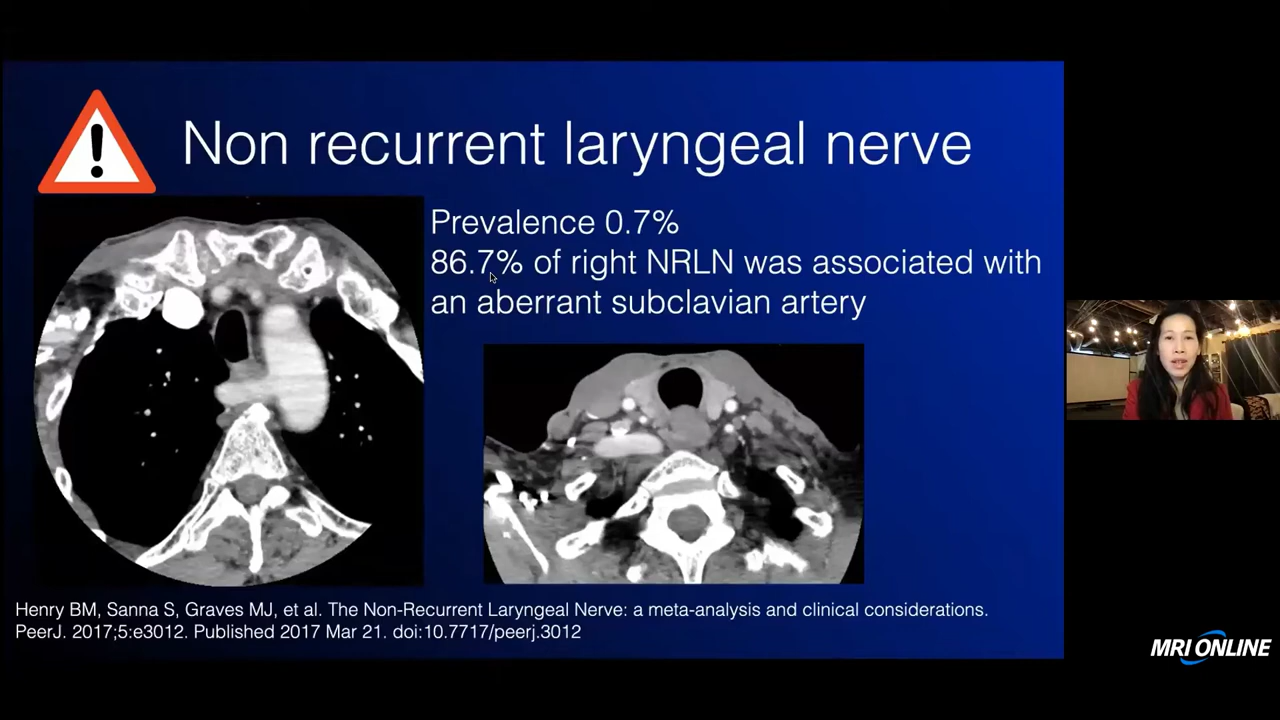 Non recurrent laryngeal nerve
Prevalence 0.7%
86.7% of right NRLN was associated with
an aberrant subclavian artery
Henry BM, Sanna S, Graves MJ, et al. The Non-Recurrent Laryngeal Nerve: a meta-analysis and clinical considerations.
PeerJ. 2017;5:e3012. Published 2017 Mar 21. doi:10.7717/peerj.3012
MRI ONLINE